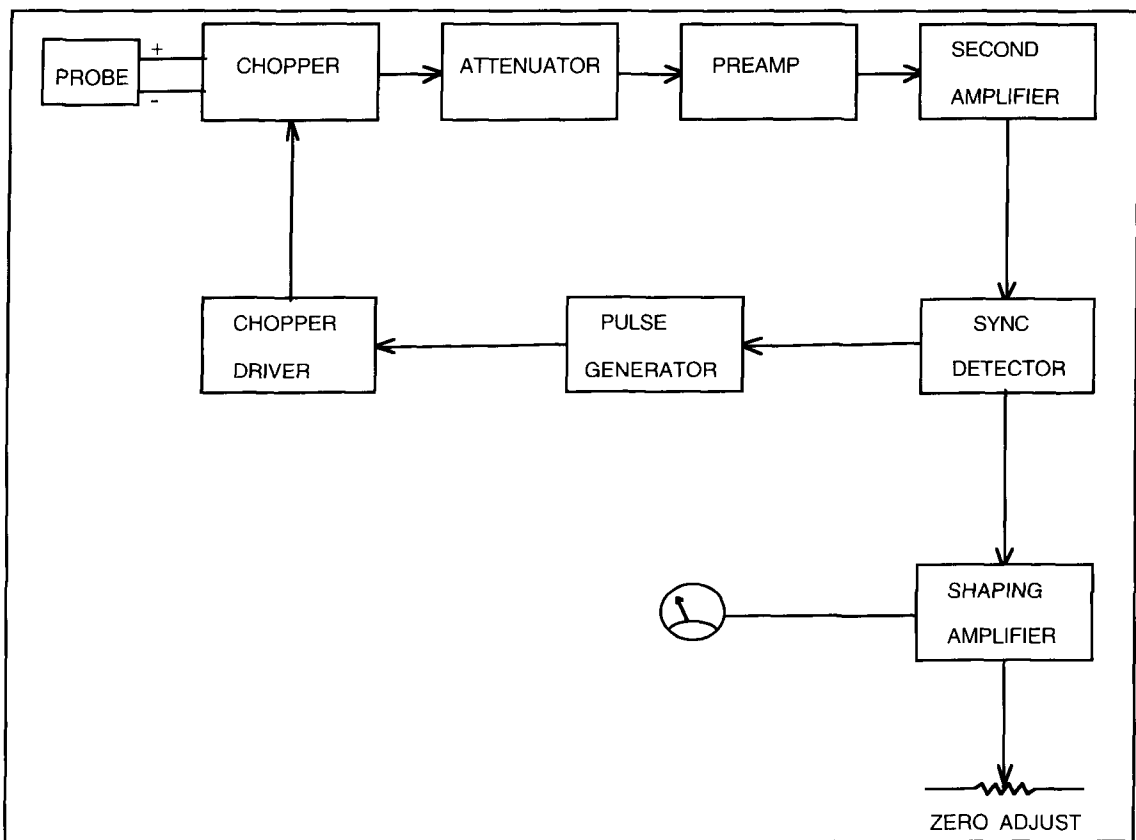 PROBE
+
-
CHOPPER
ATTENUATOR
PREAMP
SECOND
AMPLIFIER
CHOPPER
DRIVER
PULSE
GENERATOR
SYNC
DETECTOR
SHAPING
AMPLIFIER
ZERO ADJUST